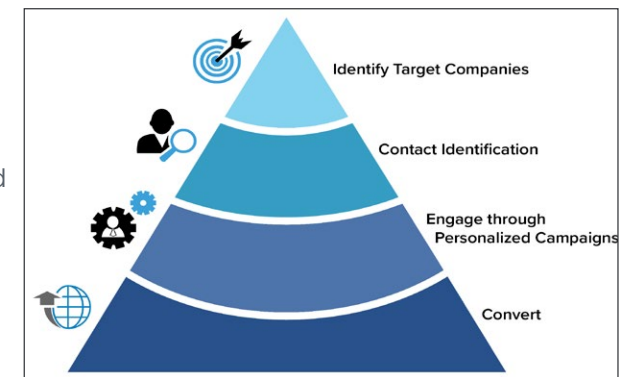 Identify Target Companies
Contact Identification
Engage through
Personalized Campaigns
Convert